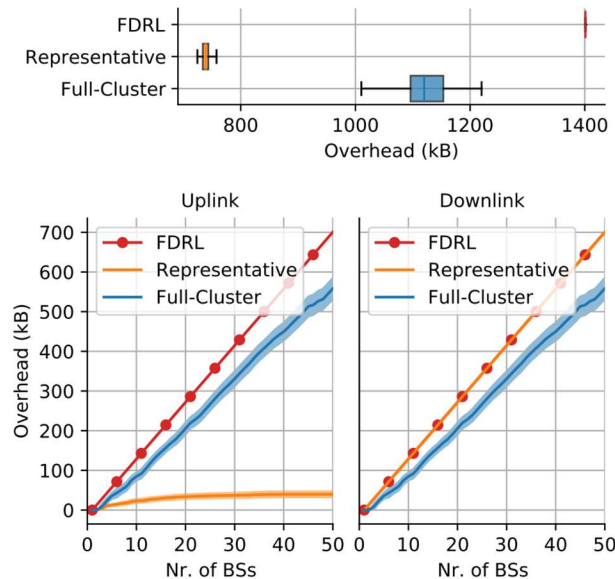 FDRL
Representative
Full-Cluster
800 1000 1200 1400
Overhead (kB)
Uplink Downlink
700
600
500
400
300
200
100
0
Overhead (kB)
FDRL
Representative
Full-Cluster
FDRL
Representative
Full-Cluster
0 10 20 30 40 50
0 10 20 30 40 50
Nr. of BSs Nr. of BSs